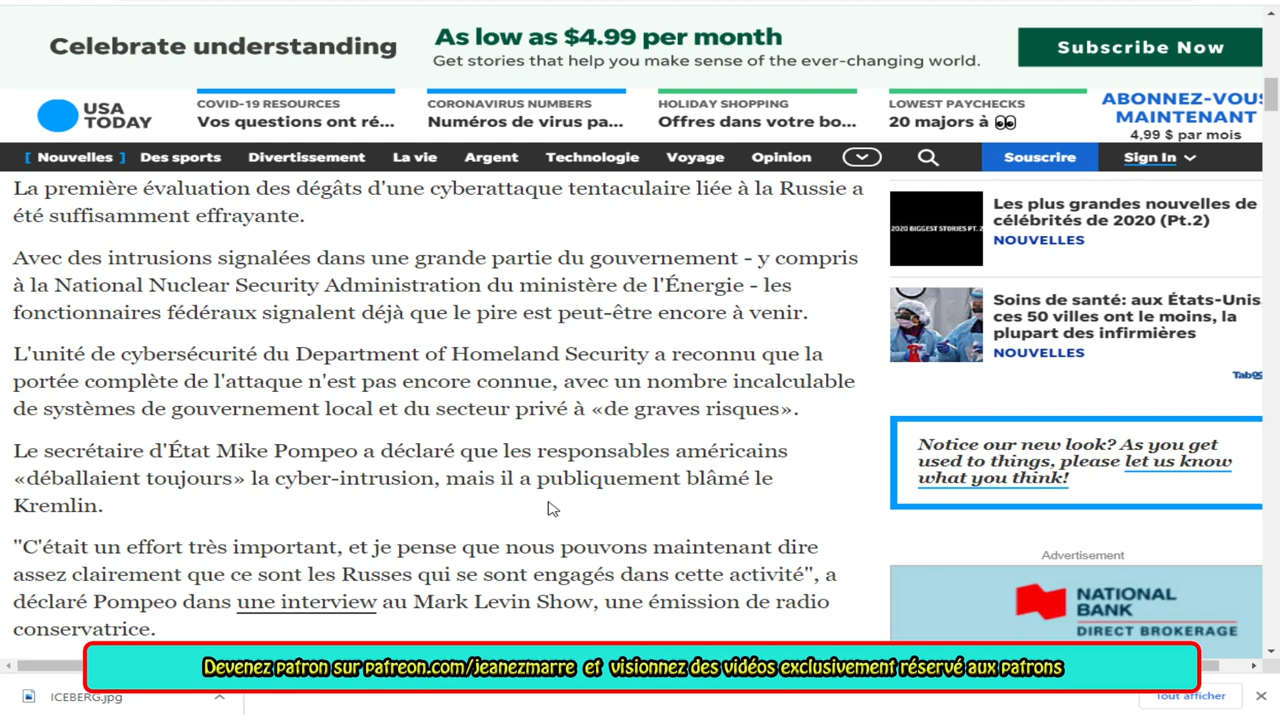 Celebrate understanding
As low as $4.99 per month
Get stories that help you make sense of the ever-changing world.
Subscribe Now
USA
TODAY
COVID-19 RESOURCES
Vos questions ont ré...
CORONAVIRUS NUMBERS
Numéros de virus pa...
HOLIDAY SHOPPING
Offres dans votre bo...
LOWEST PAYCHECKS
20 majors à 👀
ABONNEZ-VOUS
MAINTENANT
4,99 $ par mois
[ Nouvelles ] Des sports Divertissement La vie Argent Technologie Voyage Opinion Souscrire Sign In
La première évaluation des dégâts d'une cyberattaque tentaculaire liée à la Russie a
été suffisamment effrayante.
Avec des intrusions signalées dans une grande partie du gouvernement - y compris
à la National Nuclear Security Administration du ministère de l'Énergie - les
fonctionnaires fédéraux signalent déjà que le pire est peut-être encore à venir.
L'unité de cybersécurité du Department of Homeland Security a reconnu que la
portée complète de l'attaque n'est pas encore connue, avec un nombre incalculable
de systèmes de gouvernement local et du secteur privé à «de graves risques».
Le secrétaire d'État Mike Pompeo a déclaré que les responsables américains
«déballaient toujours» la cyber-intrusion, mais il a publiquement blâmé le
Kremlin.
"C'était un effort très important, et je pense que nous pouvons maintenant dire
assez clairement que ce sont les Russes qui se sont engagés dans cette activité", a
déclaré Pompeo dans une interview au Mark Levin Show, une émission de radio
conservatrice.
2020 BIGGEST STORIES PT. 2
Les plus grandes nouvelles de
célébrités de 2020 (Pt.2)
NOUVELLES
Soins de santé: aux États-Unis,
ces 50 villes ont le moins, la
plupart des infirmières
NOUVELLES
Notice our new look? As you get
used to things, please let us know
what you think!
Advertisement
NATIONAL
BANK
DIRECT BROKERAGE
Devenez patron sur patreon.com/jeanezmarre et visionnez des vidéos exclusivement réservé aux patrons
ICEBERG.jpg
Tout afficher